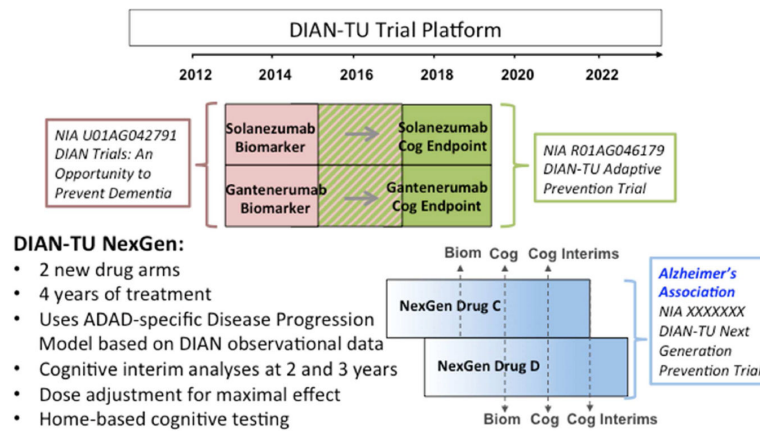 DIAN-TU Trial Platform
2012 2014 2016 2018 2020 2022
NIA U01AG042791
DIAN Trials: An
Opportunity to
Prevent Dementia
Solanezumab
Biomarker
Solanezumab
Cog Endpoint
Gantenerumab
Biomarker
Gantenerumab
Cog Endpoint
NIA R01AG046179
DIAN-TU Adaptive
Prevention Trial
DIAN-TU NexGen:
• 2 new drug arms
• 4 years of treatment
• Uses ADAD-specific Disease Progression
Model based on DIAN observational data
• Cognitive interim analyses at 2 and 3 years
• Dose adjustment for maximal effect
• Home-based cognitive testing
Biom Cog Cog Interims
NexGen Drug C
NexGen Drug D
Biom Cog Cog Interims
Alzheimer's
Association
NIA XXXXXXX
DIAN-TU Next
Generation
Prevention Trial